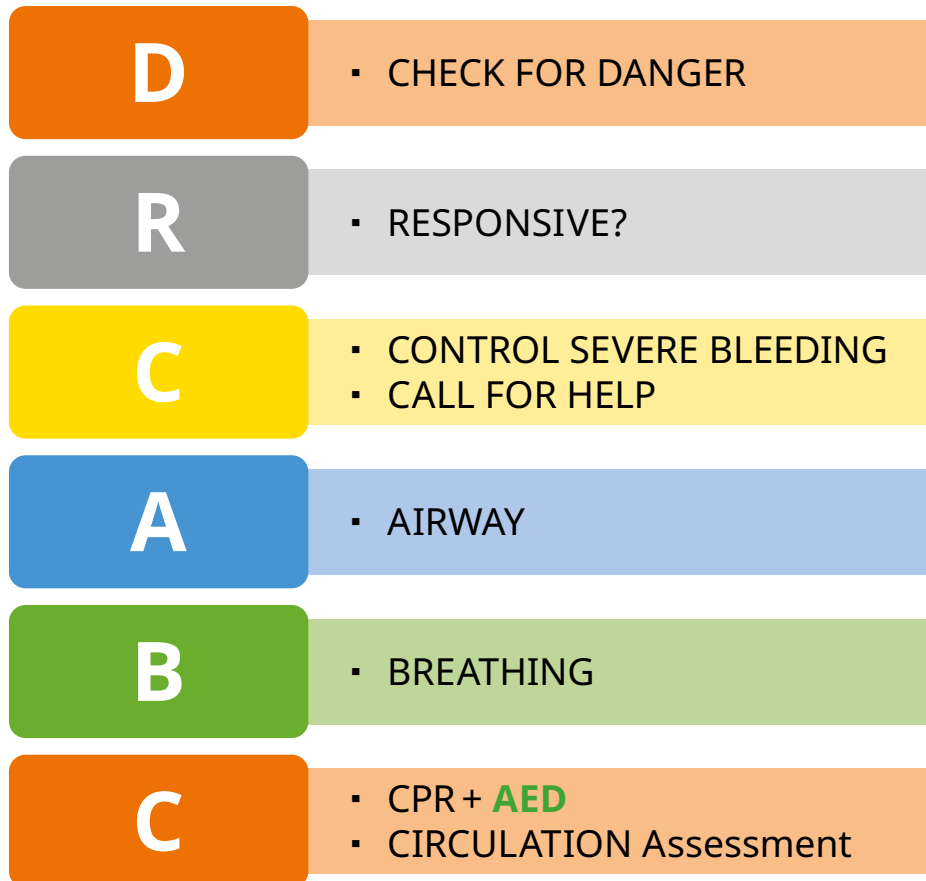 D
▪ CHECK FOR DANGER
R
▪ RESPONSIVE?
C
▪ CONTROL SEVERE BLEEDING
▪ CALL FOR HELP
A
▪ AIRWAY
B
▪ BREATHING
C
▪ CPR + AED
▪ CIRCULATION Assessment